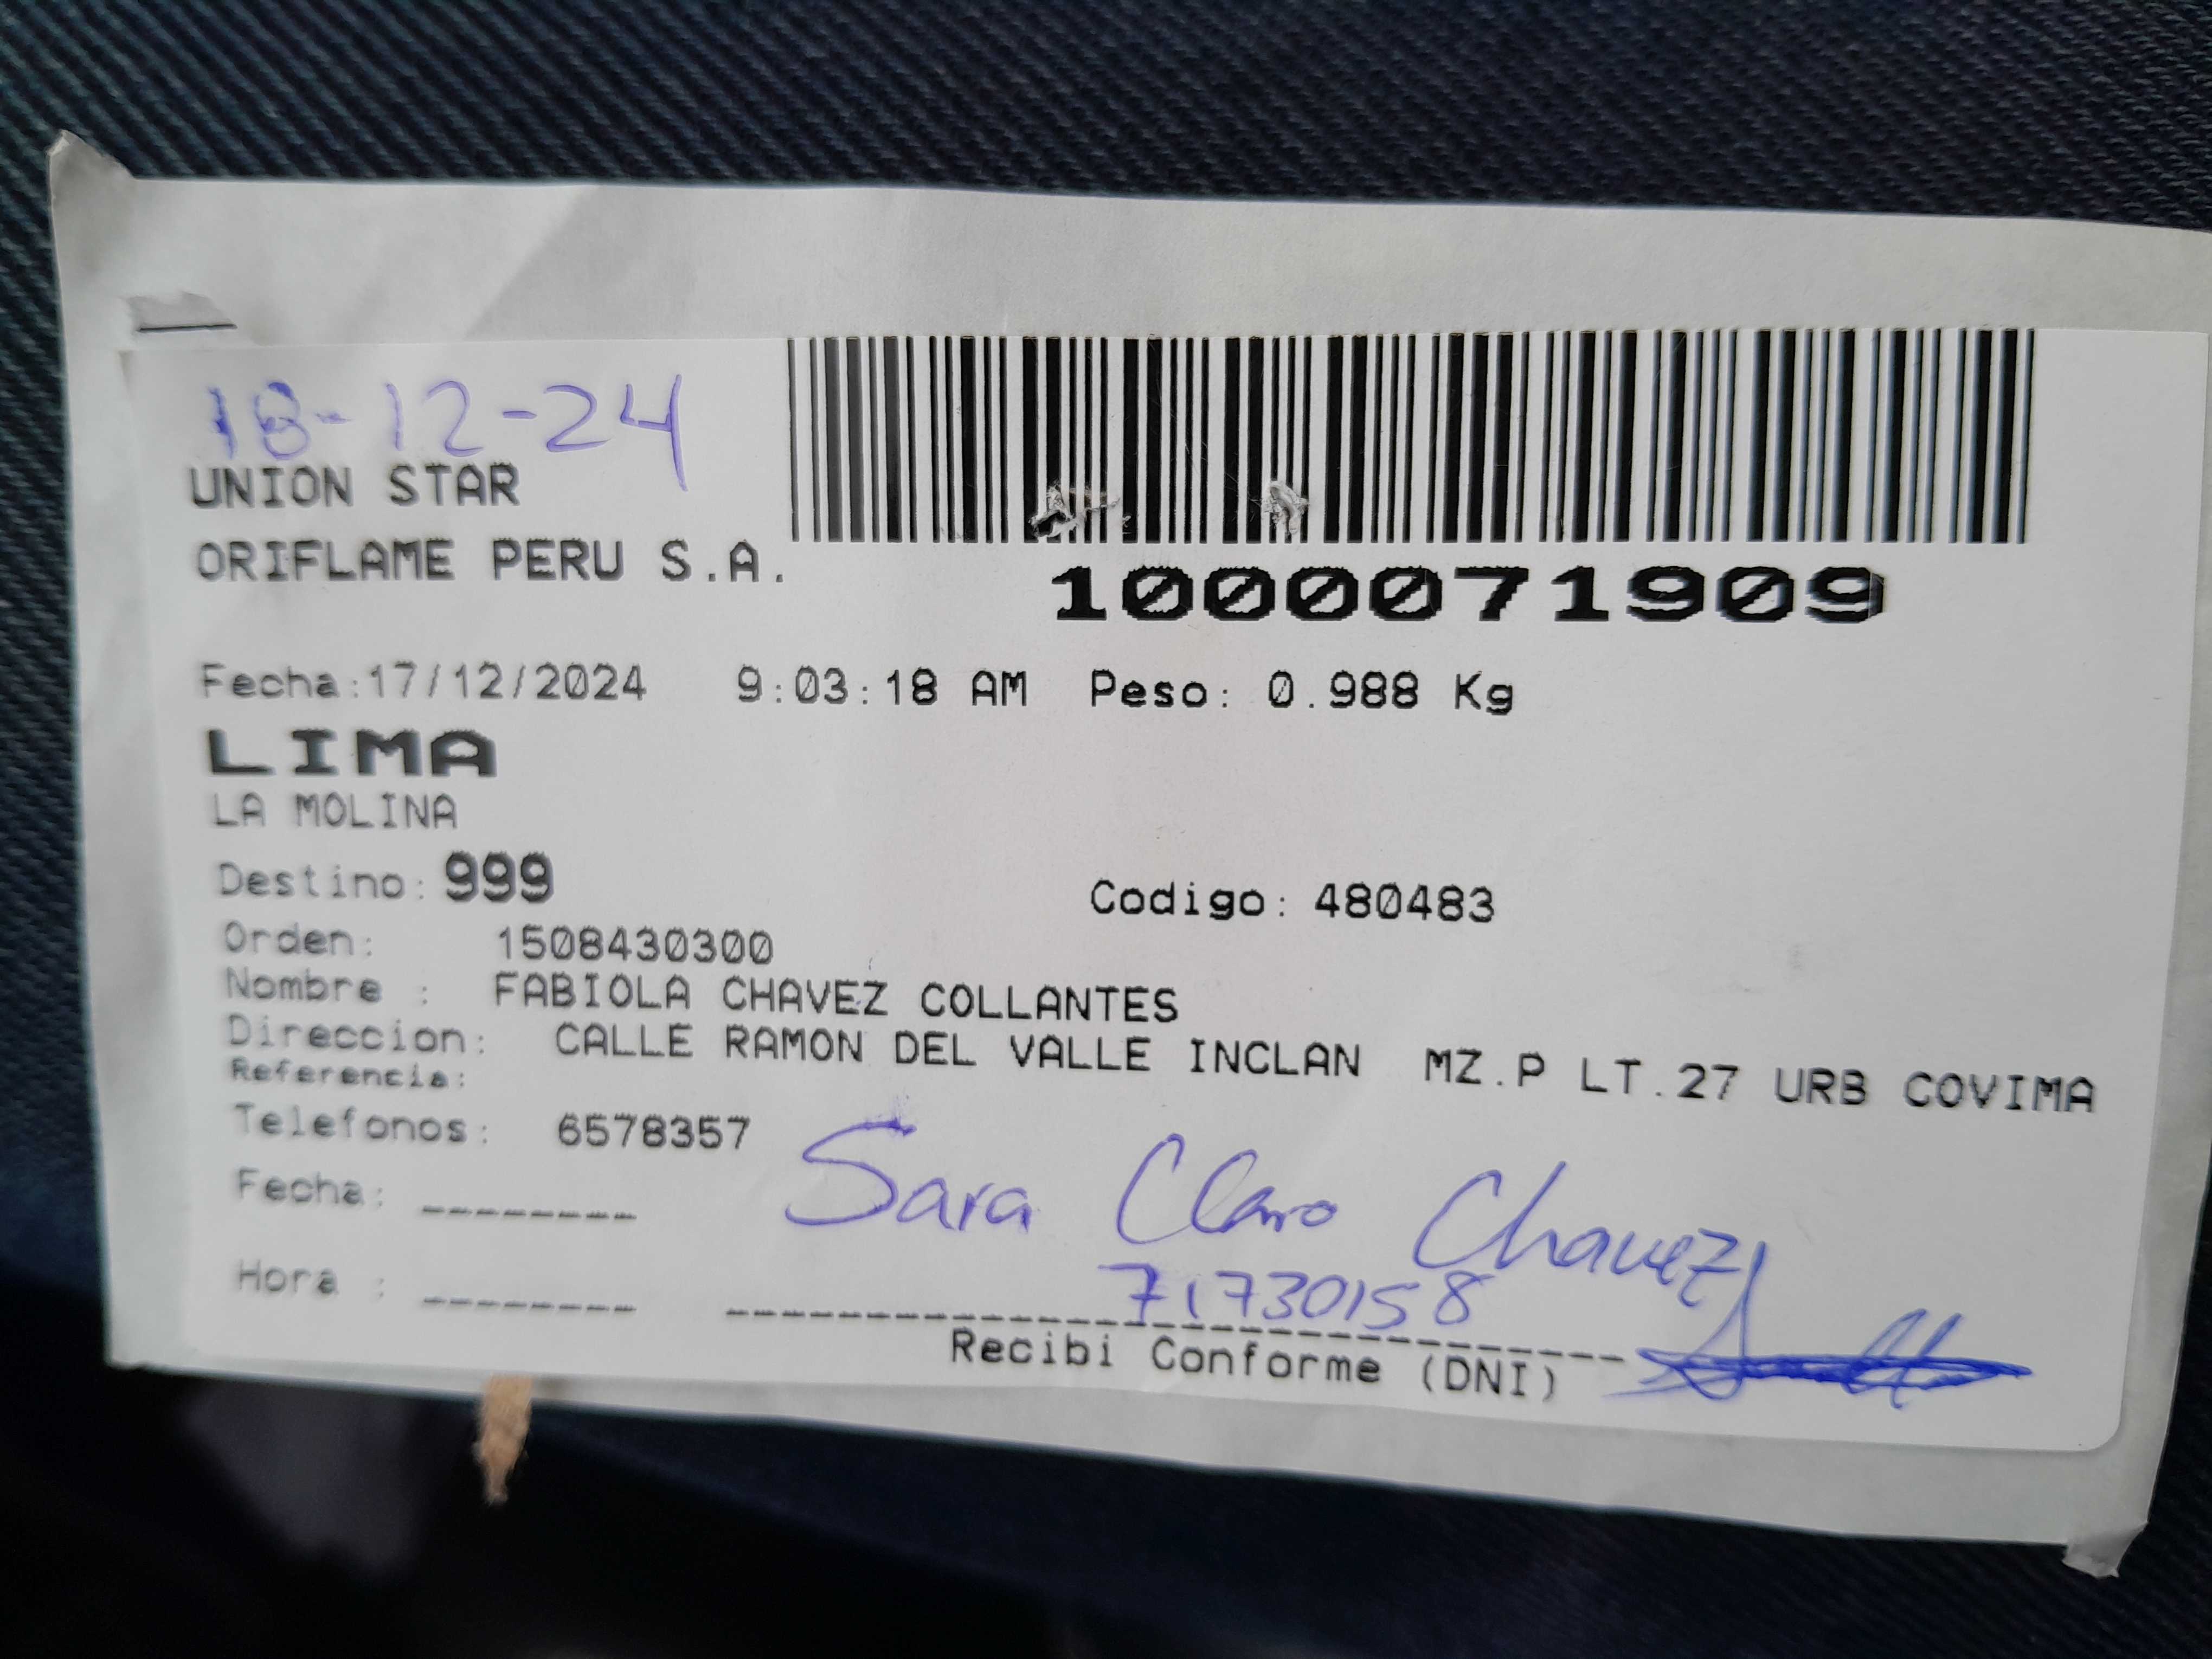 18-12-24
UNION STAR
ORIFLAME PERU S.A.
1000071909
Fecha:17/12/2024 9:03:18 AM Peso: 0.988 Kg
LIMA
LA MOLINA
Destino: 999 Codigo: 480483
Orden: 1508430300
Nombre : FABIOLA CHAVEZ COLLANTES
Direccion: CALLE RAMON DEL VALLE INCLAN MZ.P LT.27 URB COVIMA
Referencia:
Telefonos: 6578357
Sara Claro Chavez
Fecha: ________
71730158
Hora : ________
Recibi Conforme (DNI)